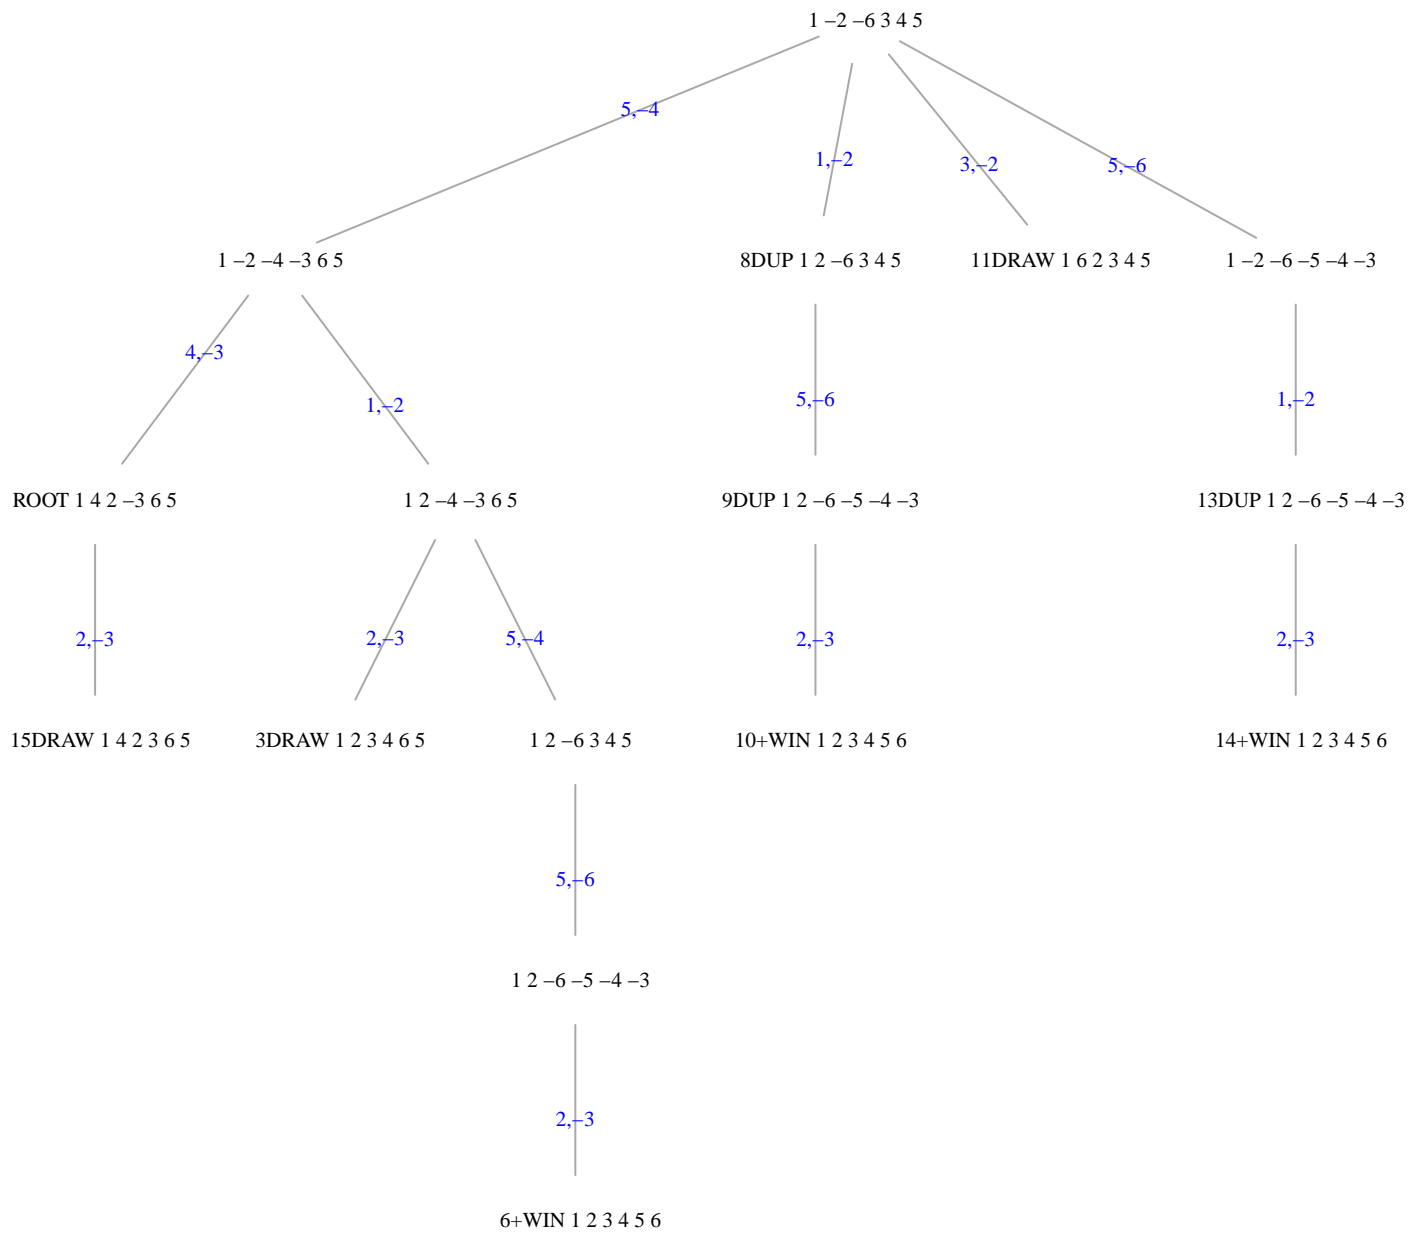 1 –2 –6 3 4 5
5,–4
1,–2
3,–2
5,–6
1 –2 –4 –3 6 5
8DUP 1 2 –6 3 4 5
11DRAW 1 6 2 3 4 5
1 –2 –6 –5 –4 –3
4,–3
1,–2
5,–6
1,–2
ROOT 1 4 2 –3 6 5
1 2 –4 –3 6 5
9DUP 1 2 –6 –5 –4 –3
13DUP 1 2 –6 –5 –4 –3
2,–3
2,–3
5,–4
2,–3
2,–3
15DRAW 1 4 2 3 6 5
3DRAW 1 2 3 4 6 5
1 2 –6 3 4 5
10+WIN 1 2 3 4 5 6
14+WIN 1 2 3 4 5 6
5,–6
1 2 –6 –5 –4 –3
2,–3
6+WIN 1 2 3 4 5 6